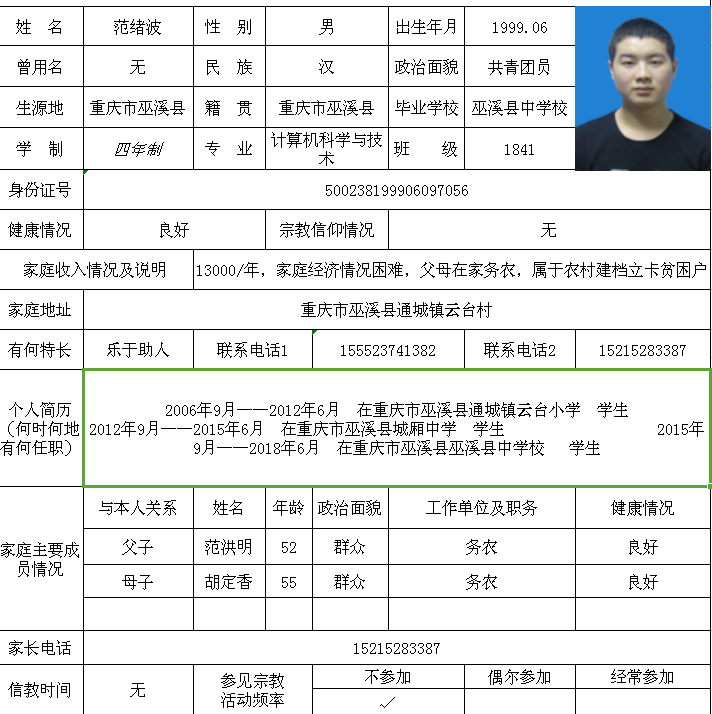 姓 名 范绪波 性 别 男 出生年月 1999.06
曾用名 无 民 族 汉 政治面貌 共青团员
生源地 重庆市巫溪县 籍 贯 重庆市巫溪县 毕业学校 巫溪县中学校
学 制 四年制 专 业 计算机科学与技术 班 级 1841
身份证号 500238199906097056
健康情况 良好 宗教信仰情况 无
家庭收入情况及说明 13000/年，家庭经济情况困难，父母在家务农，属于农村建档立卡贫困户
家庭地址 重庆市巫溪县通城镇云台村
有何特长 乐于助人 联系电话1 155523741382 联系电话2 15215283387
个人简历（何时何地有何任职）
2006年9月——2012年6月 在重庆市巫溪县通城镇云台小学 学生
2012年9月——2015年6月 在重庆市巫溪县城厢中学 学生 2015年
9月——2018年6月 在重庆市巫溪县巫溪县中学校 学生
家庭主要成员情况
与本人关系 姓名 年龄 政治面貌 工作单位及职务 健康情况
父子 范洪明 52 群众 务农 良好
母子 胡定香 55 群众 务农 良好
家长电话 15215283387
信教时间 无 参见宗教活动频率 不参加 偶尔参加 经常参加
✓